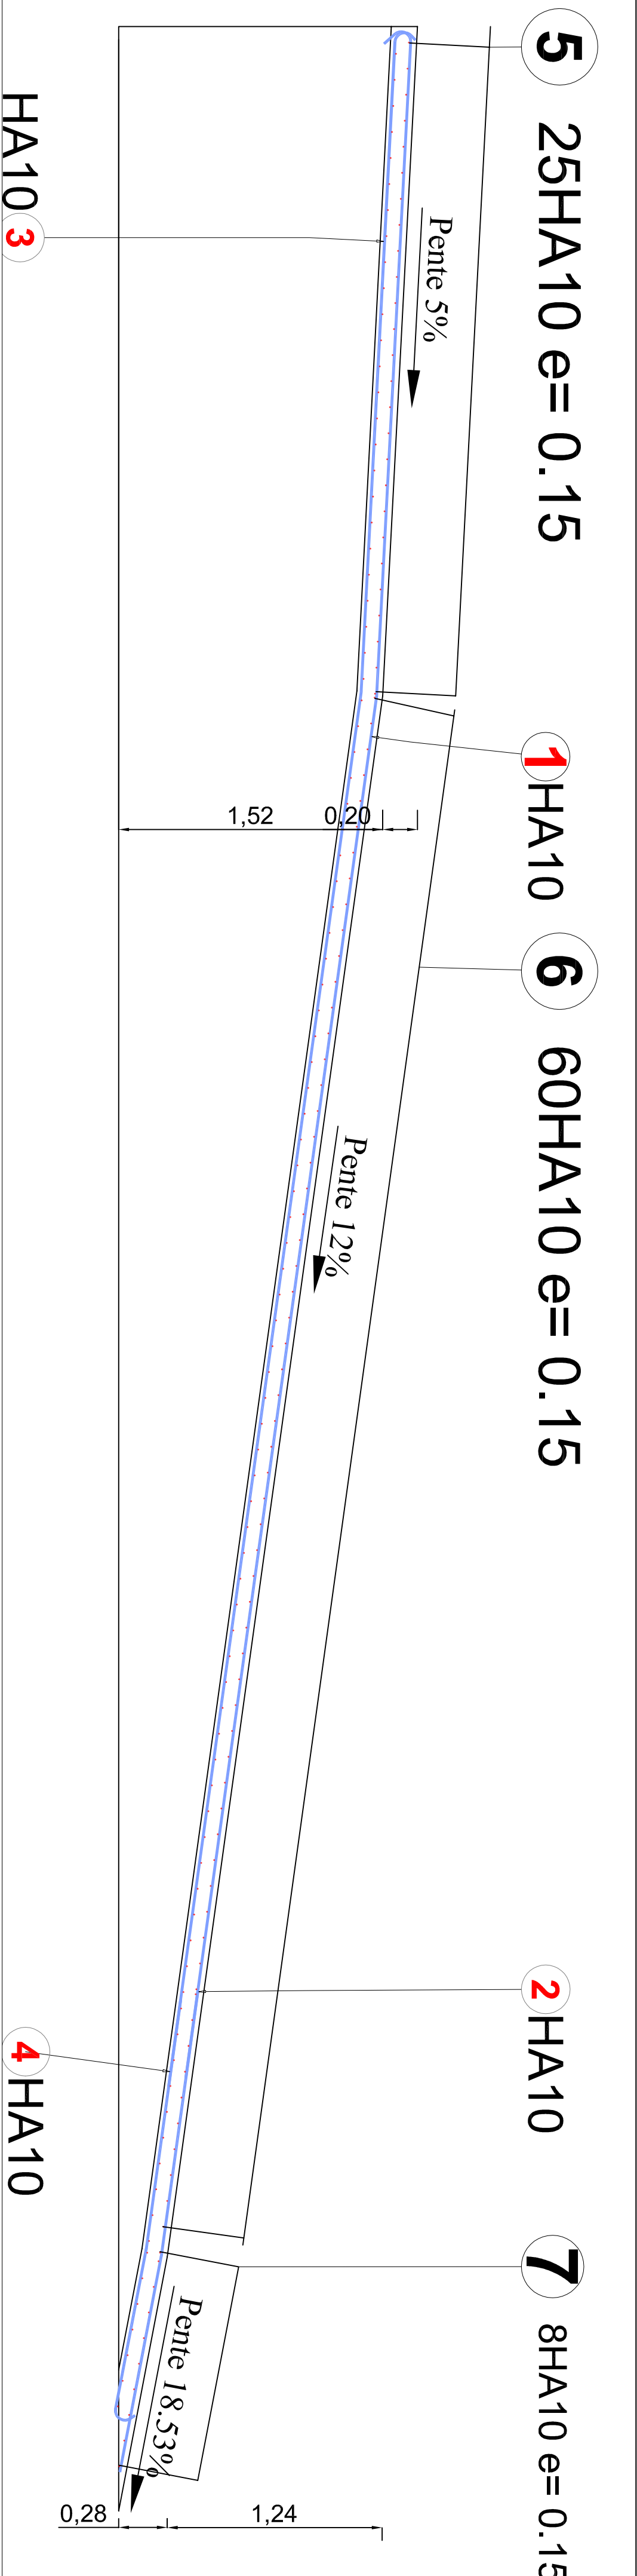 5 25HA10 e= 0.15
1 HA10
6 60HA10 e= 0.15
2 HA10
7 8HA10 e= 0.15
Pente 5%
Pente 12%
Pente 18.53%
1,52
0,20
0,28
1,24
HA10 3
4 HA10